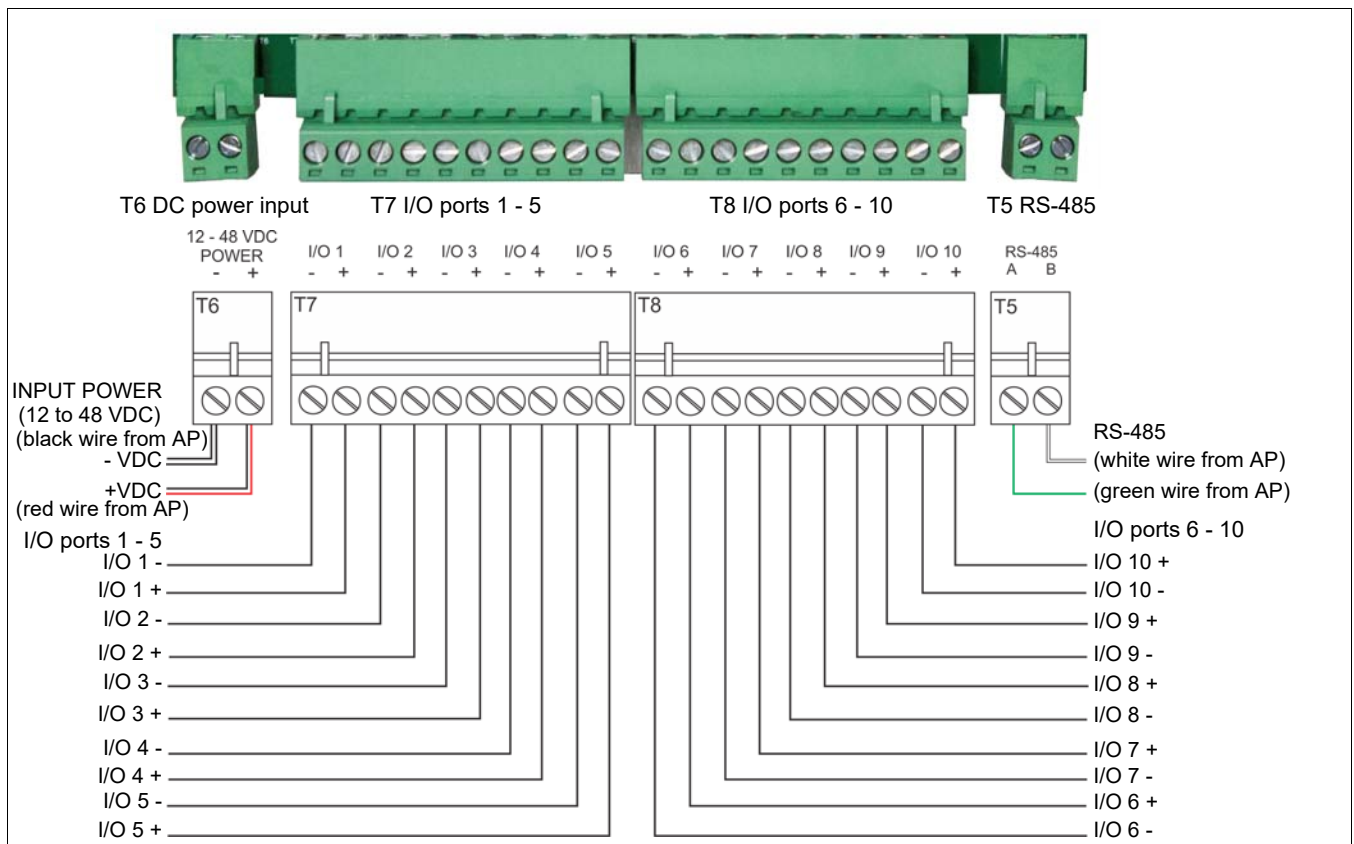 T6 DC power input T7 I/O ports 1 - 5 T8 I/O ports 6 - 10 T5 RS-485
12 - 48 VDC
POWER
- +
I/O 1 I/O 2 I/O 3 I/O 4 I/O 5
- + - + - + - + - +
I/O 6 I/O 7 I/O 8 I/O 9 I/O 10
- + - + - + - + - +
RS-485
A B
T6 T7 T8 T5
INPUT POWER
(12 to 48 VDC)
(black wire from AP)
- VDC
+VDC
(red wire from AP)
I/O ports 1 - 5
I/O 1 -
I/O 1 +
I/O 2 -
I/O 2 +
I/O 3 -
I/O 3 +
I/O 4 -
I/O 4 +
I/O 5 -
I/O 5 +
RS-485
(white wire from AP)
(green wire from AP)
I/O ports 6 - 10
I/O 10 +
I/O 10 -
I/O 9 +
I/O 9 -
I/O 8 +
I/O 8 -
I/O 7 +
I/O 7 -
I/O 6 +
I/O 6 -